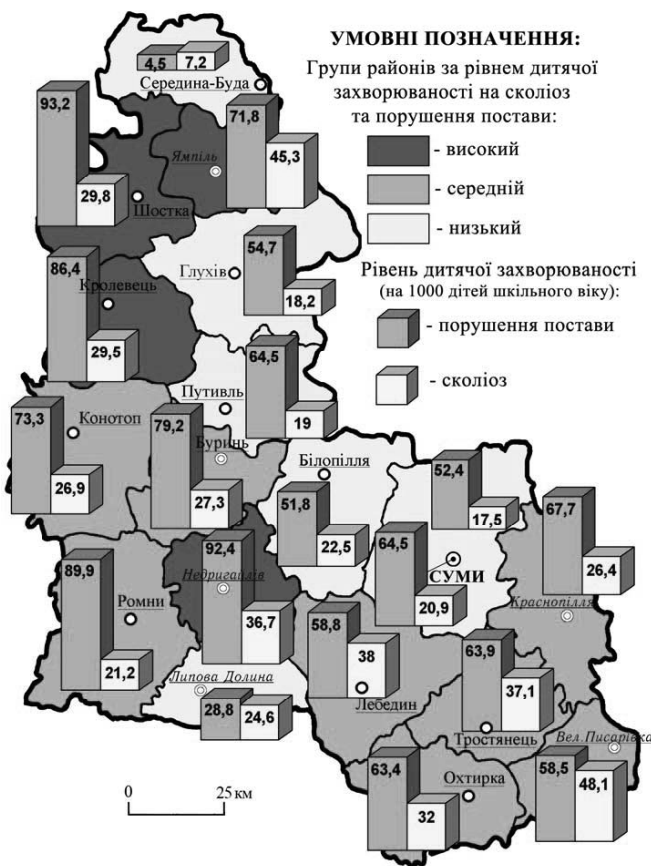 УМОВНІ ПОЗНАЧЕННЯ:
Групи районів за рівнем дитячої
захворюваності на сколіоз
та порушення постави:
- високий
- середній
- низький
Рівень дитячої захворюваності
(на 1000 дітей шкільного віку):
- порушення постави
- сколіоз
4,5 7,2
Середина-Буда
93,2
29,8
Шостка
71,8
45,3
Ямпіль
54,7
18,2
Глухів
86,4
29,5
Кролевець
64,5
19
Путивль
73,3
26,9
Конотоп
79,2
27,3
Буринь
Білопілля
51,8
22,5
52,4
17,5
64,5
20,9
СУМИ
67,7
26,4
Краснопілля
92,4
36,7
Недригайлів
89,9
21,2
Ромни
58,8
38
Лебедин
63,9
37,1
Тростянець
Липова Долина
28,8 24,6
Вел.Писарівка
58,5
48,1
63,4
32
Охтирка
0 25 км